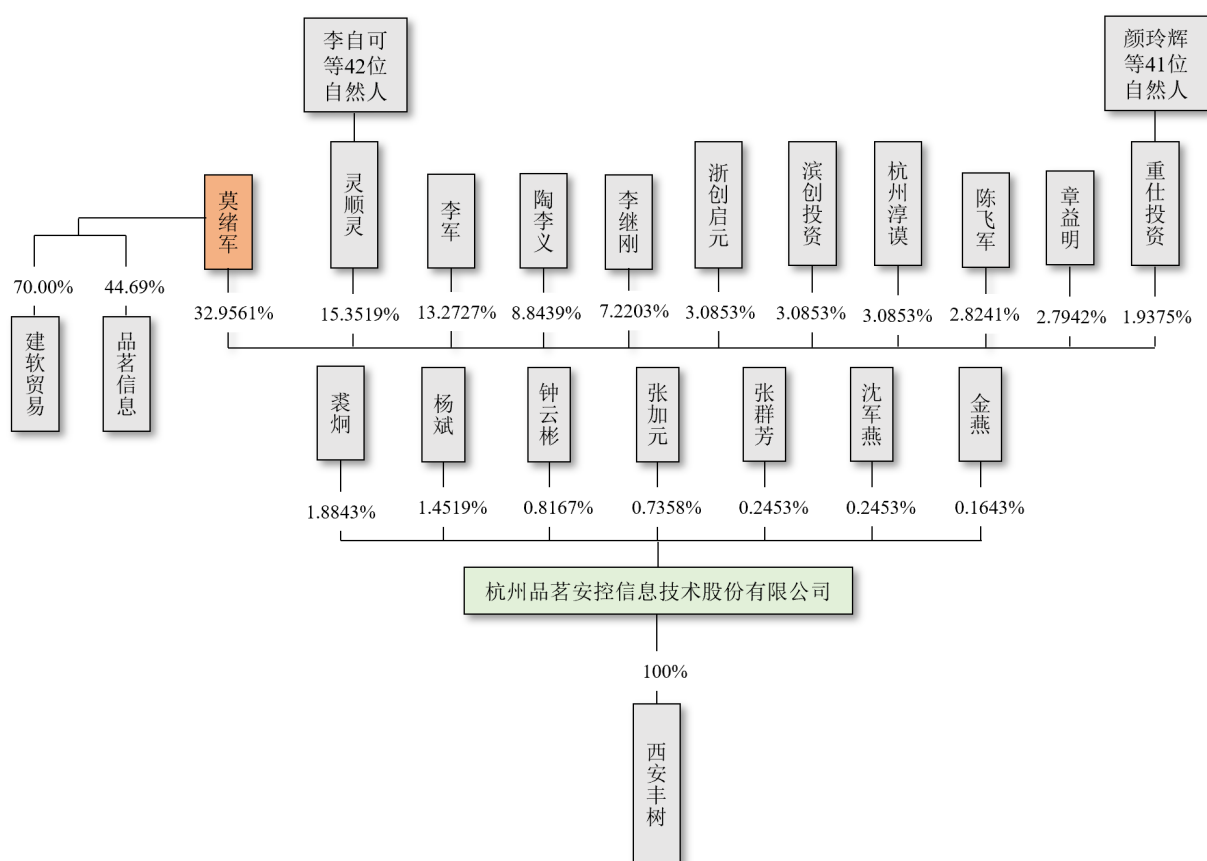 李自可
等42位
自然人
颜玲辉
等41位
自然人
莫绪军
灵顺灵
李军
陶李义
李继刚
浙创启元
滨创投资
杭州淳谟
陈飞军
章益明
重仕投资
70.00%
44.69%
32.9561%
15.3519%
13.2727%
8.8439%
7.2203%
3.0853%
3.0853%
3.0853%
2.8241%
2.7942%
1.9375%
建软贸易
品茗信息
裘炯
杨斌
钟云彬
张加元
张群芳
沈军燕
金燕
1.8843%
1.4519%
0.8167%
0.7358%
0.2453%
0.2453%
0.1643%
杭州品茗安控信息技术股份有限公司
100%
西安丰树